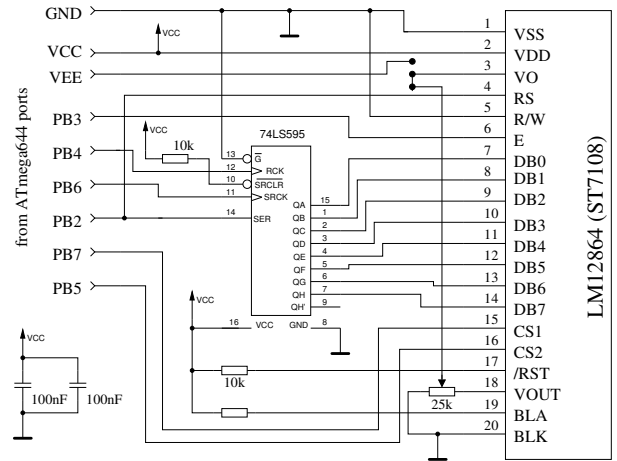 from ATmega644 ports
GND
VCC
VEE
PB3
PB4
PB6
PB2
PB7
PB5
VCC
VCC
10k
74LS595
13 G
12 RCK
10 SRCLR
11 SRCK
14 SER
QA 15
QB 1
QC 2
QD 3
QE 4
QF 5
QG 6
QH 7
QH' 9
16 VCC GND 8
VCC
10k
25k
VCC
100nF 100nF
1 VSS
2 VDD
3 VO
4 RS
5 R/W
6 E
7 DB0
8 DB1
9 DB2
10 DB3
11 DB4
12 DB5
13 DB6
14 DB7
15 CS1
16 CS2
17 /RST
18 VOUT
19 BLA
20 BLK
LM12864 (ST7108)